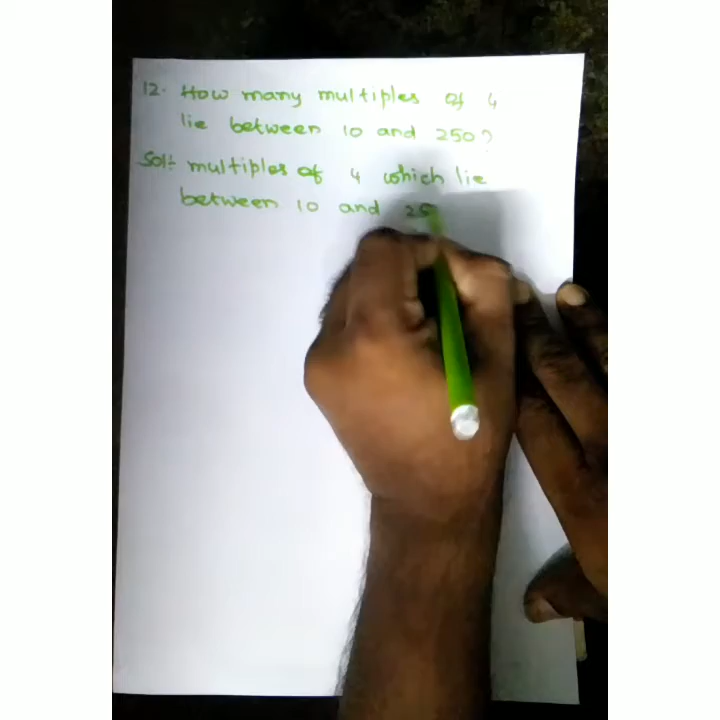 12. How many multiples of 4
lie between 10 and 250?
Sol:- multiples of 4 which lie
between 10 and 25